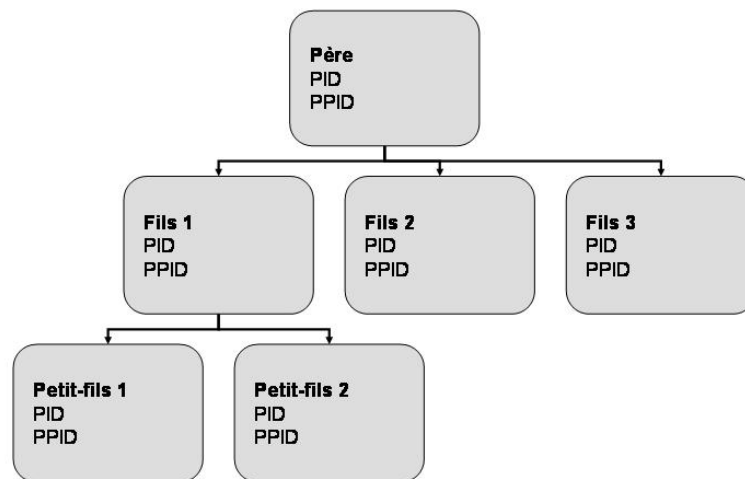 Père
PID
PPID
Fils 1
PID
PPID
Fils 2
PID
PPID
Fils 3
PID
PPID
Petit-fils 1
PID
PPID
Petit-fils 2
PID
PPID